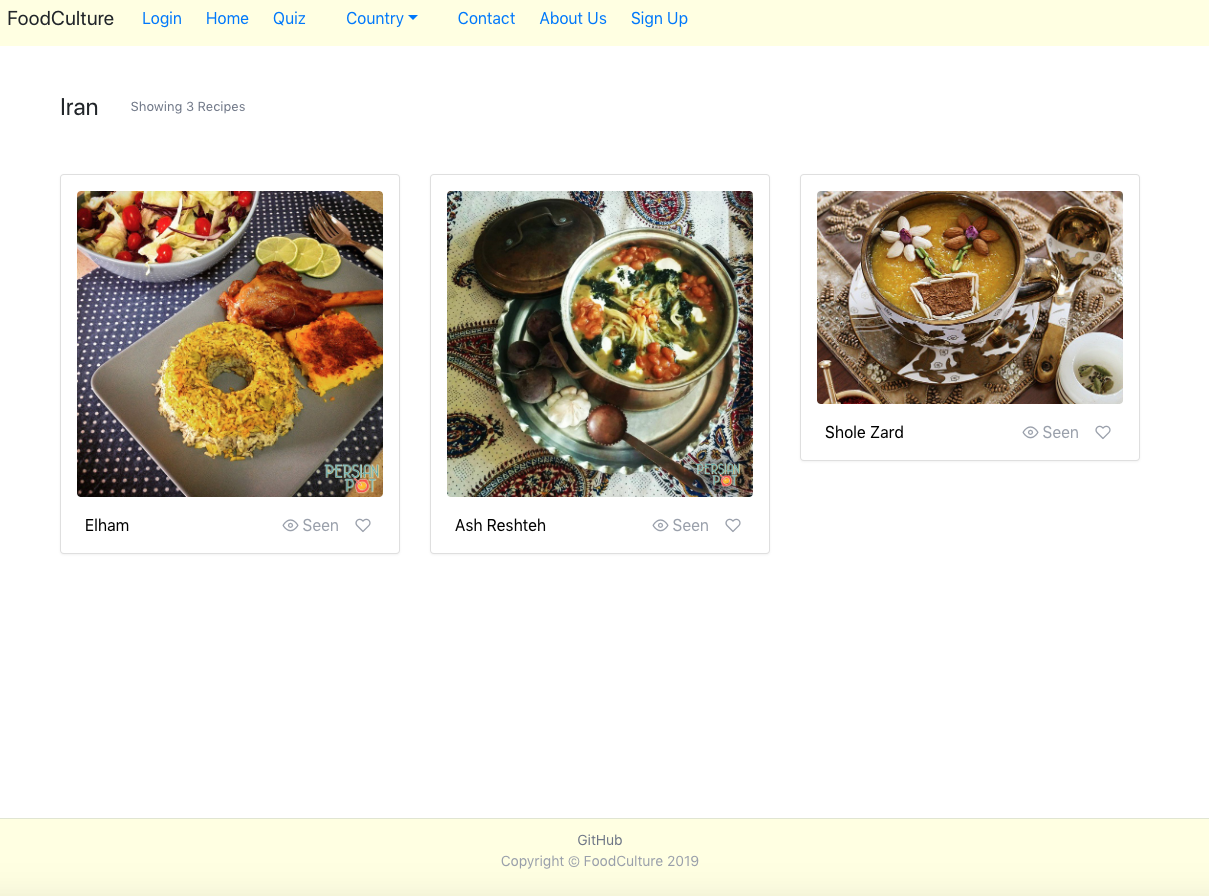 FoodCulture Login Home Quiz Country Contact About Us Sign Up
Iran Showing 3 Recipes
PERSIAN
POT
Elham Seen
PERSIAN
POT
Ash Reshteh Seen
Shole Zard Seen
GitHub
Copyright © FoodCulture 2019